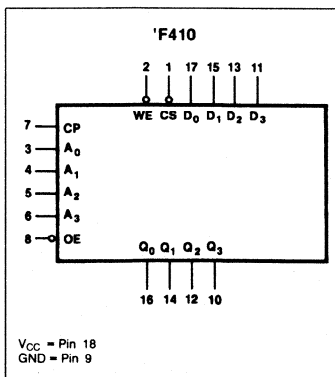 'F410
2 1 17 15 13 11
WE CS D₀ D₁ D₂ D₃
7 CP
3 A₀
4 A₁
5 A₂
6 A₃
8 OE
Q₀ Q₁ Q₂ Q₃
16 14 12 10
V_CC = Pin 18
GND = Pin 9